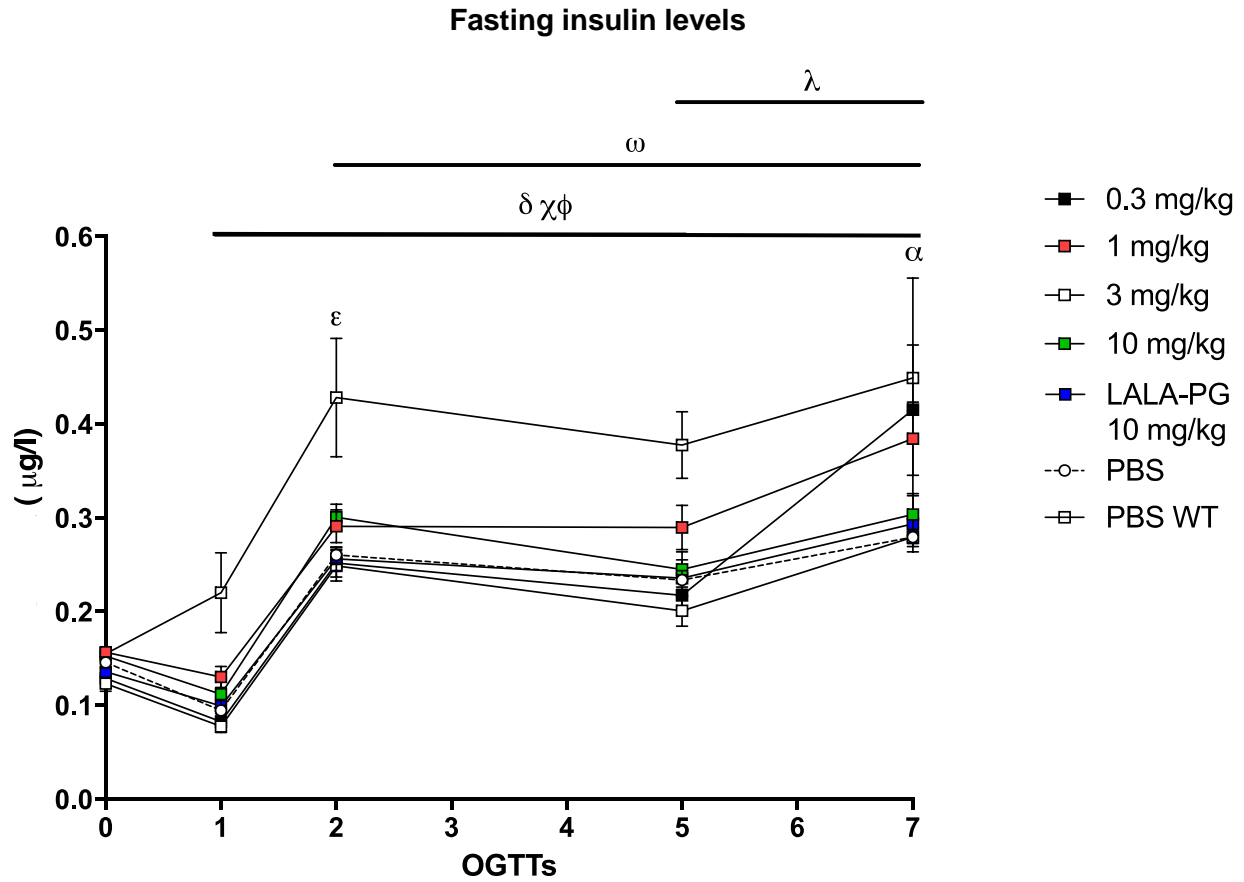 Fasting insulin levels
λ
ω
δ χϕ
α
ε
0.6
0.5
0.4
0.3
0.2
0.1
0.0
( μg/l)
0 1 2 3 4 5 6 7
OGTTs
0.3 mg/kg
1 mg/kg
3 mg/kg
10 mg/kg
LALA-PG
10 mg/kg
PBS
PBS WT